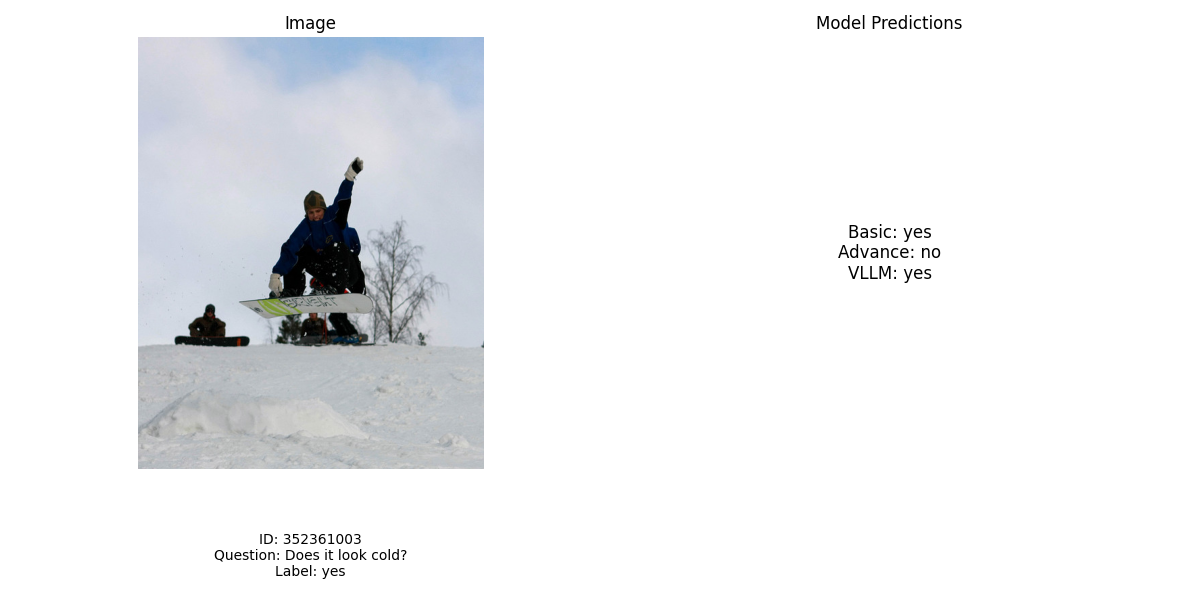 Image
Model Predictions
Basic: yes
Advance: no
VLLM: yes
ID: 352361003
Question: Does it look cold?
Label: yes